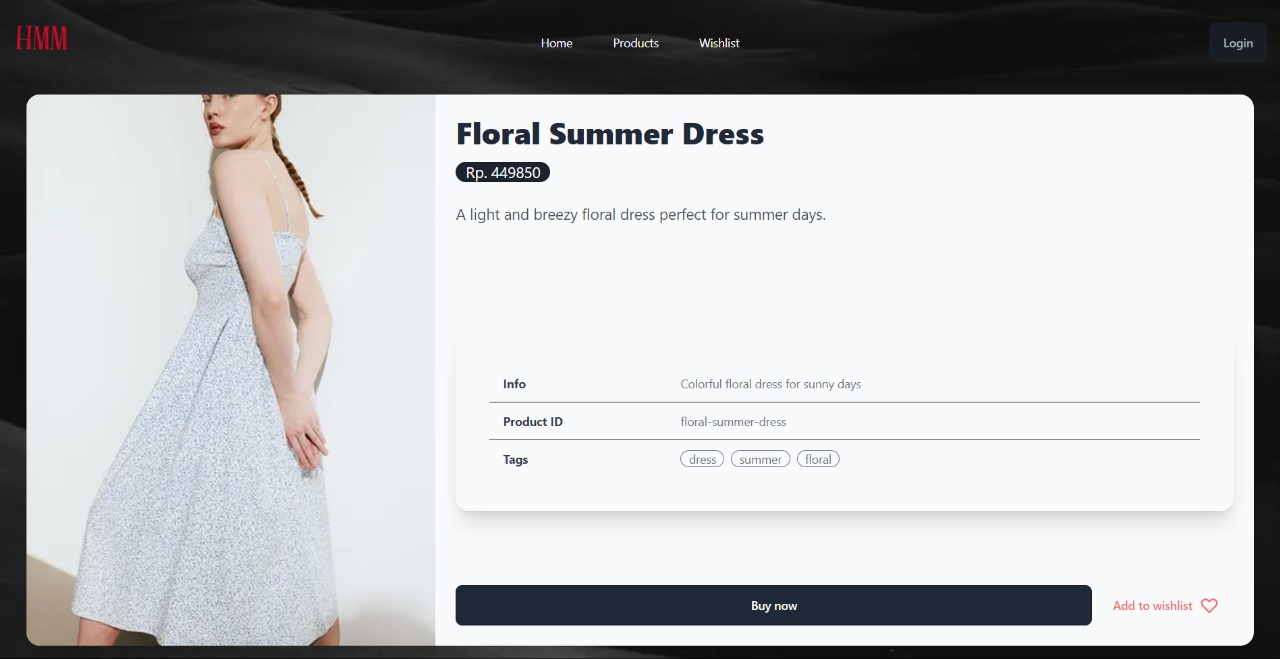 HMM
Home Products Wishlist
Login
Floral Summer Dress
Rp. 449850
A light and breezy floral dress perfect for summer days.
Info Colorful floral dress for sunny days
Product ID floral-summer-dress
Tags dress summer floral
Buy now
Add to wishlist